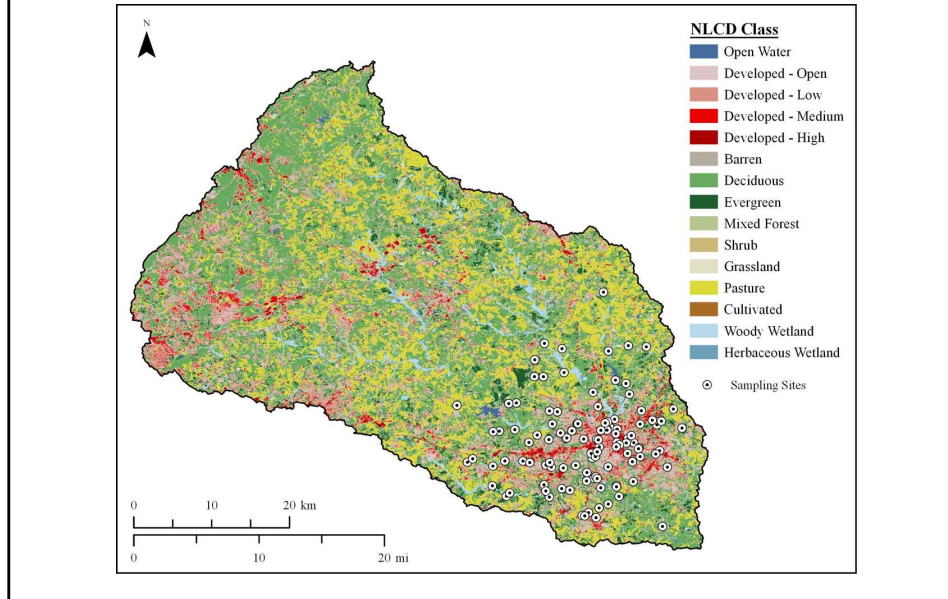 N
NLCD Class
Open Water
Developed - Open
Developed - Low
Developed - Medium
Developed - High
Barren
Deciduous
Evergreen
Mixed Forest
Shrub
Grassland
Pasture
Cultivated
Woody Wetland
Herbaceous Wetland
Sampling Sites
0 10 20 km
0 10 20 mi